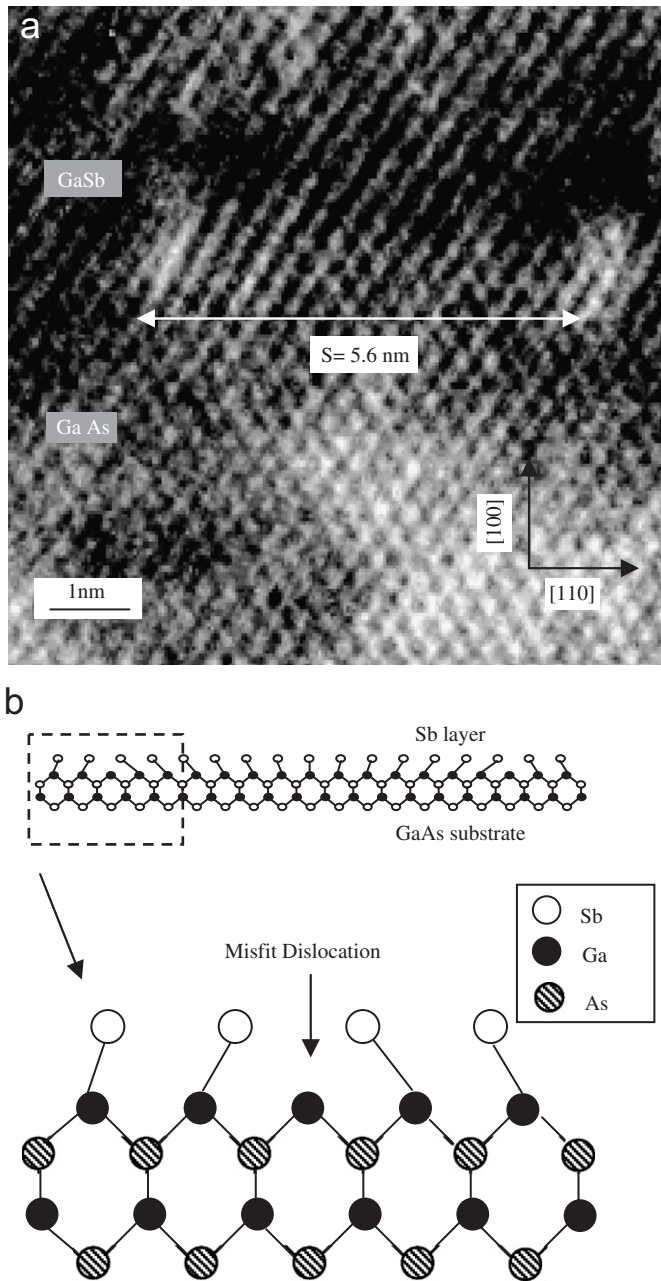 a
GaSb
S= 5.6 nm
Ga As
[100]
1nm
[110]
b
Sb layer
GaAs substrate
Misfit Dislocation
Sb
Ga
As